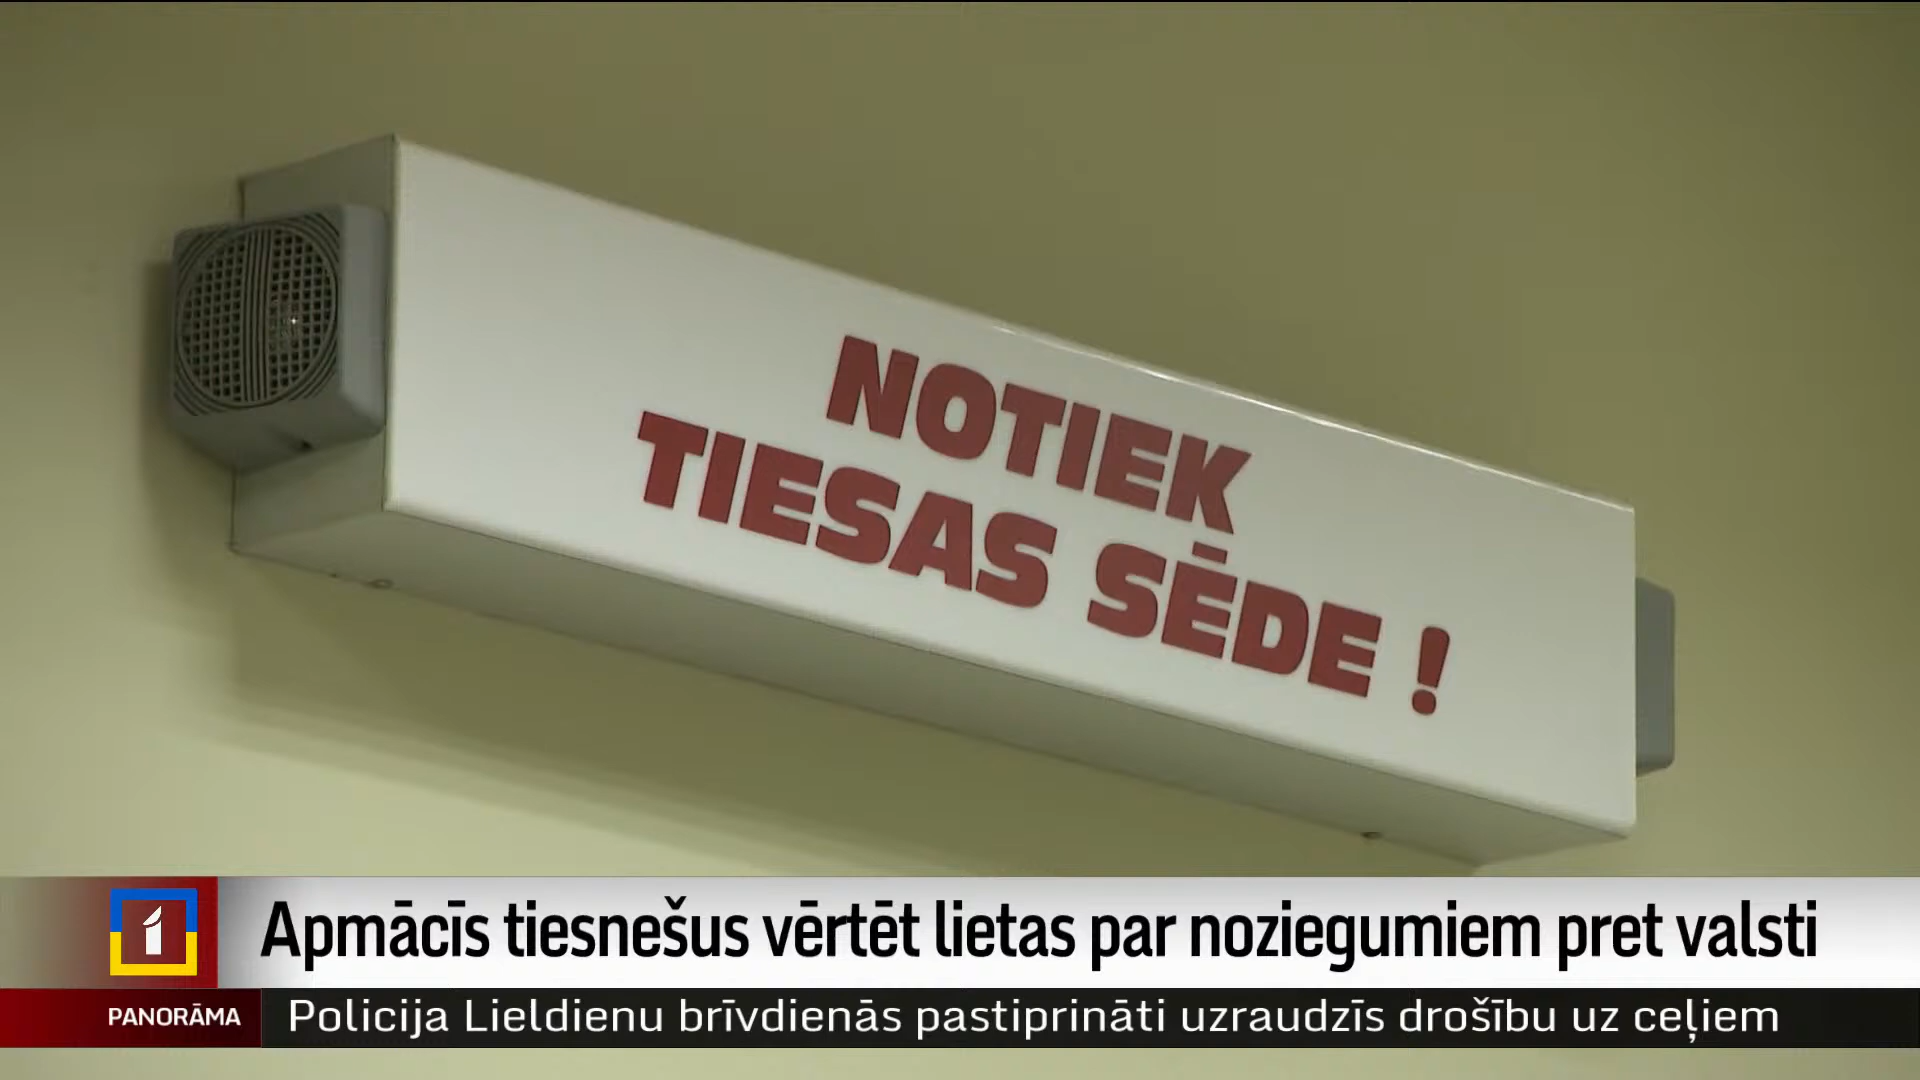 NOTIEK
TIESAS SĒDE !
1
Apmācīs tiesnešus vērtēt lietas par noziegumiem pret valsti
PANORĀMA
Policija Lieldienu brīvdienās pastiprināti uzraudzīs drošību uz ceļiem